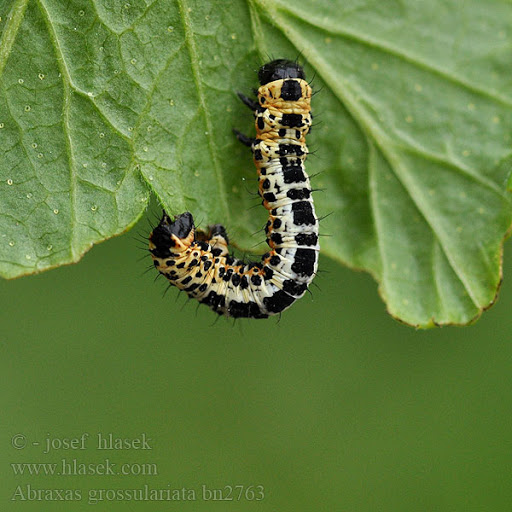 © - josef hlasek
www.hlasek.com
Abraxas grossulariata bn2763